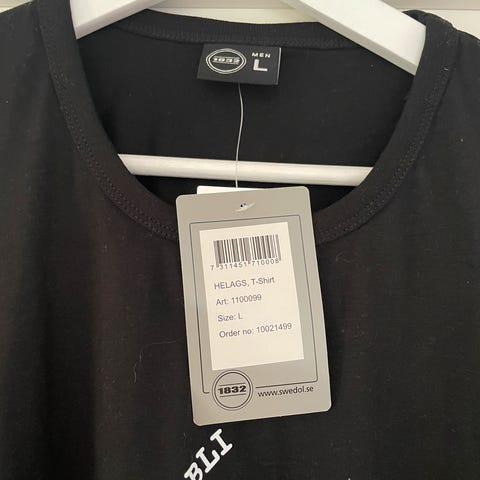 1832
MEN
L
7 311451 710008
HELAGS, T-Shirt
Art: 1100099
Size: L
Order no: 10021499
1832
www.swedol.se
BLI